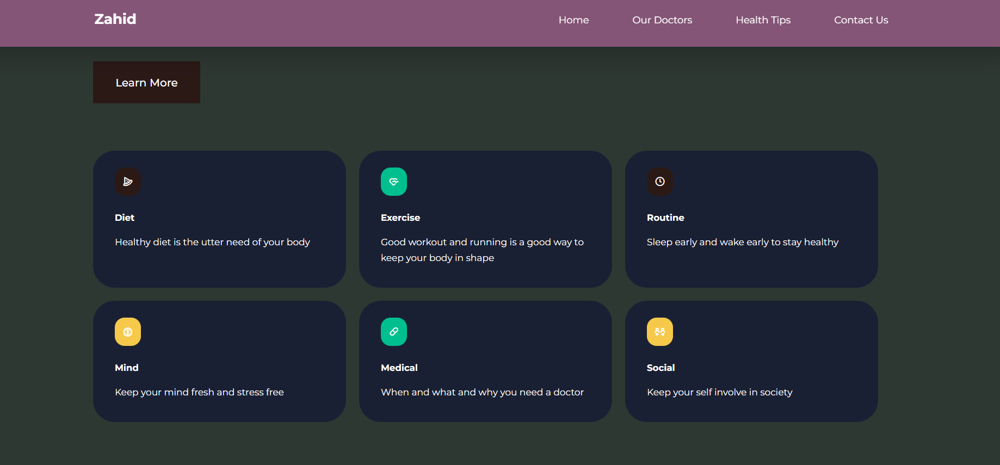 Zahid
Home
Our Doctors
Health Tips
Contact Us
Learn More
Diet
Healthy diet is the utter need of your body
Exercise
Good workout and running is a good way to
keep your body in shape
Routine
Sleep early and wake early to stay healthy
Mind
Keep your mind fresh and stress free
Medical
When and what and why you need a doctor
Social
Keep your self involve in society